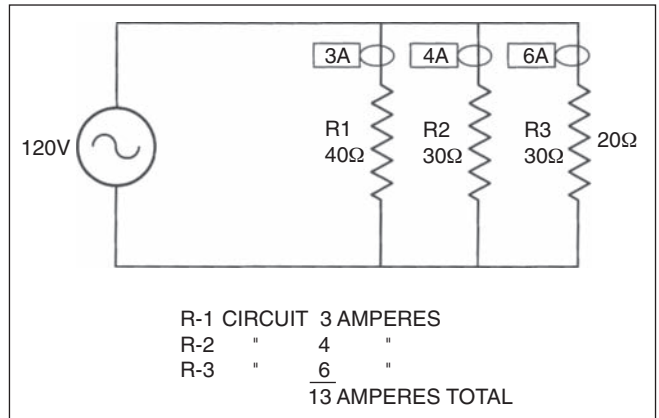 3A 4A 6A
R1 R2 R3
120V 40Ω 30Ω 30Ω 20Ω
R-1 CIRCUIT 3 AMPERES
R-2 " 4 "
R-3 " 6 "
13 AMPERES TOTAL